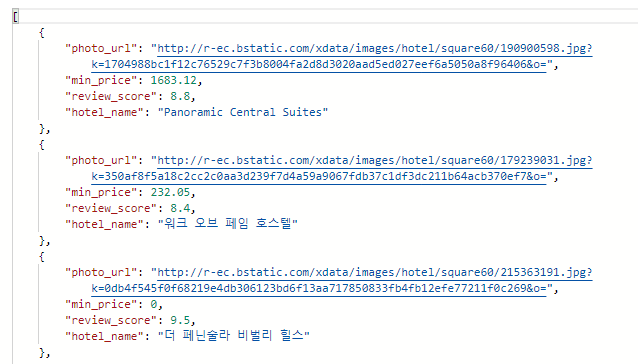 [
{
"photo_url": "http://r-ec.bstatic.com/xdata/images/hotel/square60/190900598.jpg?
k=1704988bc1f12c76529c7f3b8004fa2d8d3020aad5ed027eef6a5050a8f96406&o=",
"min_price": 1683.12,
"review_score": 8.8,
"hotel_name": "Panoramic Central Suites"
},
{
"photo_url": "http://r-ec.bstatic.com/xdata/images/hotel/square60/179239031.jpg?
k=350af8f5a18c2cc2c0aa3d239f7d4a59a9067fdb37c1df3dc211b64acb370ef7&o=",
"min_price": 232.05,
"review_score": 8.4,
"hotel_name": "워크 오브 페임 호스텔"
},
{
"photo_url": "http://r-ec.bstatic.com/xdata/images/hotel/square60/215363191.jpg?
k=0db4f545f0f68219e4db306123bd6f13aa717850833fb4fb12efe77211f0c269&o=",
"min_price": 0,
"review_score": 9.5,
"hotel_name": "더 페닌술라 비벌리 힐스"
},